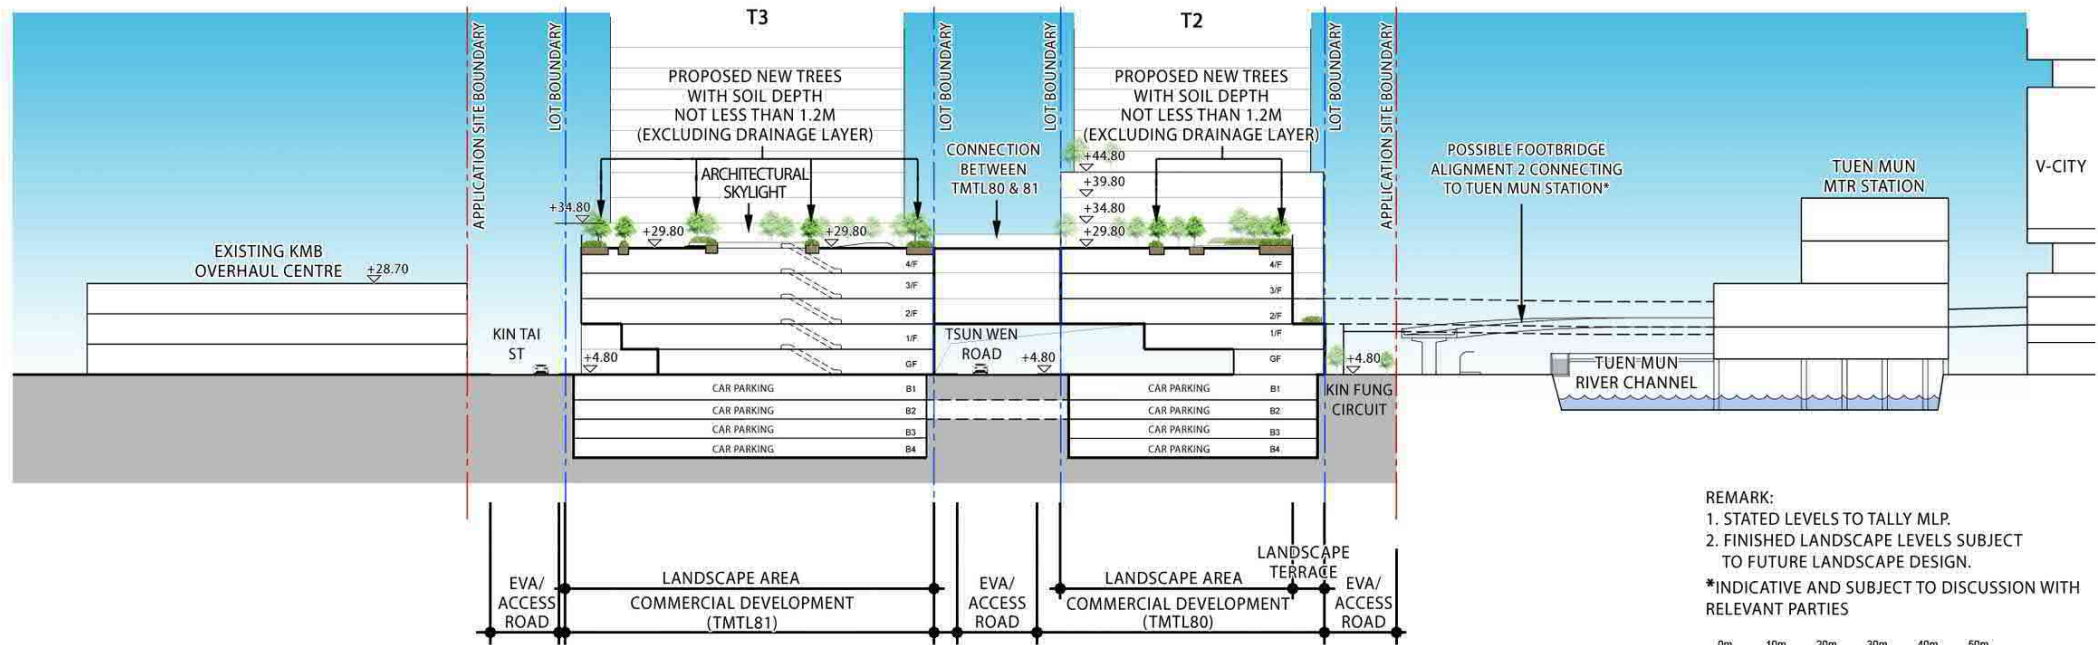 T3
T2
APPLICATION SITE BOUNDARY
LOT BOUNDARY
LOT BOUNDARY
LOT BOUNDARY
LOT BOUNDARY
APPLICATION SITE BOUNDARY
PROPOSED NEW TREES
WITH SOIL DEPTH
NOT LESS THAN 1.2M
(EXCLUDING DRAINAGE LAYER)
ARCHITECTURAL
SKYLIGHT
CONNECTION
BETWEEN
TMTL80 & 81
PROPOSED NEW TREES
WITH SOIL DEPTH
NOT LESS THAN 1.2M
(EXCLUDING DRAINAGE LAYER)
POSSIBLE FOOTBRIDGE
ALIGNMENT 2 CONNECTING
TO TUEN MUN STATION*
TUEN MUN
MTR STATION
V-CITY
+44.80
+39.80
+34.80
+29.80
+34.80
+29.80
+29.80
EXISTING KMB
OVERHAUL CENTRE
+28.70
4/F
3/F
2/F
1/F
GF
4/F
3/F
2/F
1/F
GF
KIN TAI
ST
+4.80
TSUN WEN
ROAD
+4.80
+4.80
KIN FUNG
CIRCUIT
TUEN MUN
RIVER CHANNEL
CAR PARKING B1
CAR PARKING B2
CAR PARKING B3
CAR PARKING B4
CAR PARKING B1
CAR PARKING B2
CAR PARKING B3
CAR PARKING B4
EVA/
ACCESS
ROAD
LANDSCAPE AREA
COMMERCIAL DEVELOPMENT
(TMTL81)
EVA/
ACCESS
ROAD
LANDSCAPE AREA
COMMERCIAL DEVELOPMENT
(TMTL80)
LANDSCAPE
TERRACE
EVA/
ACCESS
ROAD
REMARK:
1. STATED LEVELS TO TALLY MLP.
2. FINISHED LANDSCAPE LEVELS SUBJECT
TO FUTURE LANDSCAPE DESIGN.
*INDICATIVE AND SUBJECT TO DISCUSSION WITH
RELEVANT PARTIES
0m 10m 20m 30m 40m 50m